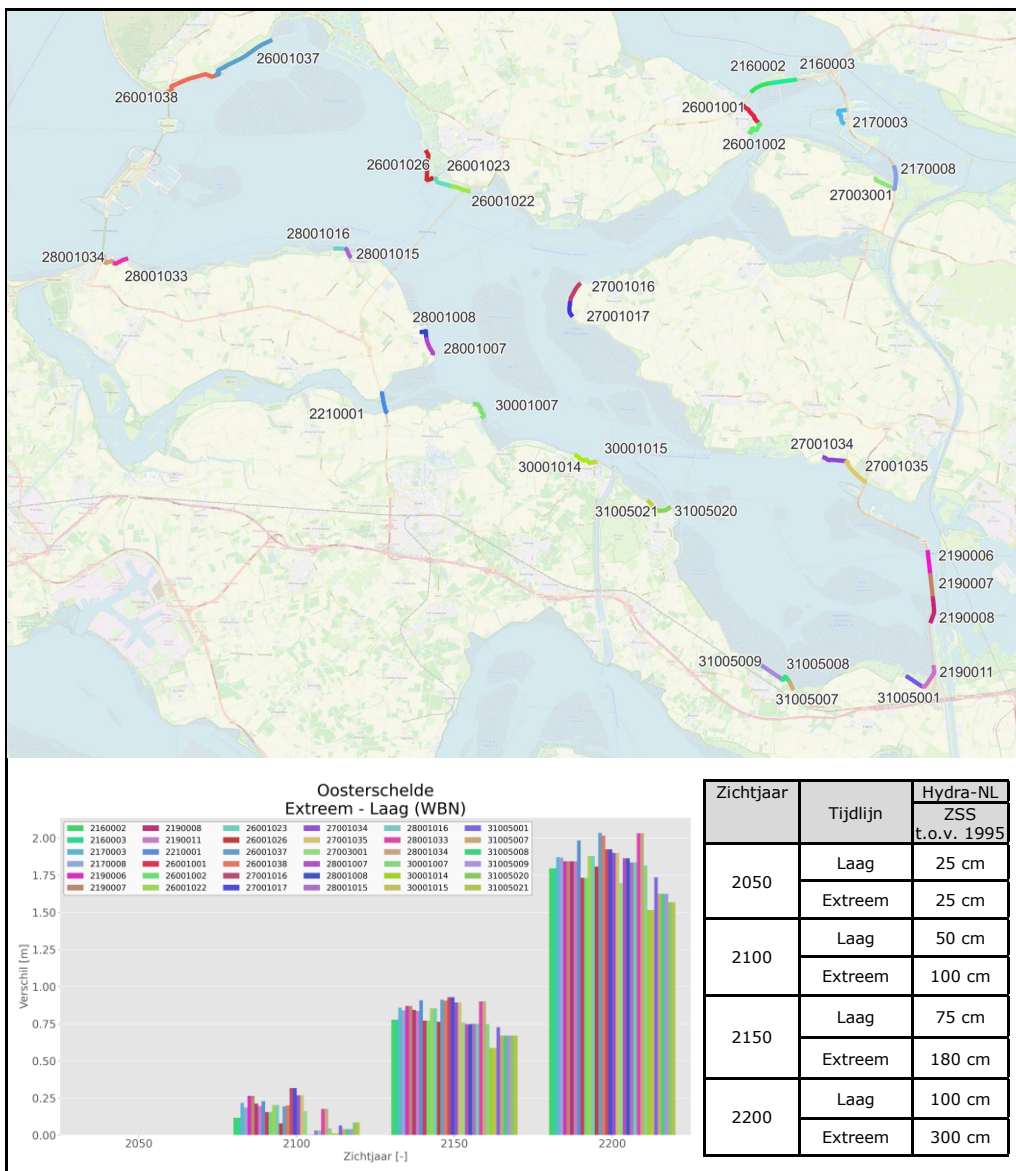 26001037
26001038
2160002 2160003
26001001
2170003
26001002
26001026 26001023
2170008
27003001
26001022
28001016
28001015
28001034
28001033
27001016
27001017
28001008
28001007
2210001
30001007
30001015
30001014
27001034
27001035
31005021 31005020
2190006
2190007
2190008
31005009 31005008
31005007
2190011
31005001
Oosterschelde
Extreem - Laag (WBN)
2160002 2190008 26001023 27001034 28001016 31005001
2160003 2190011 26001026 27001035 28001033 31005007
2170003 2210001 26001037 27003001 28001034 31005008
2170008 26001001 26001038 28001007 30001007 31005009
2190006 26001002 27001016 28001008 30001014 31005020
2190007 26001022 27001017 28001015 30001015 31005021
Verschil [m]
2.00
1.75
1.50
1.25
1.00
0.75
0.50
0.25
0.00
2050 2100 2150 2200
Zichtjaar [-]
Zichtjaar Tijdlijn Hydra-NL
ZSS
t.o.v. 1995
2050 Laag 25 cm
Extreem 25 cm
2100 Laag 50 cm
Extreem 100 cm
2150 Laag 75 cm
Extreem 180 cm
2200 Laag 100 cm
Extreem 300 cm